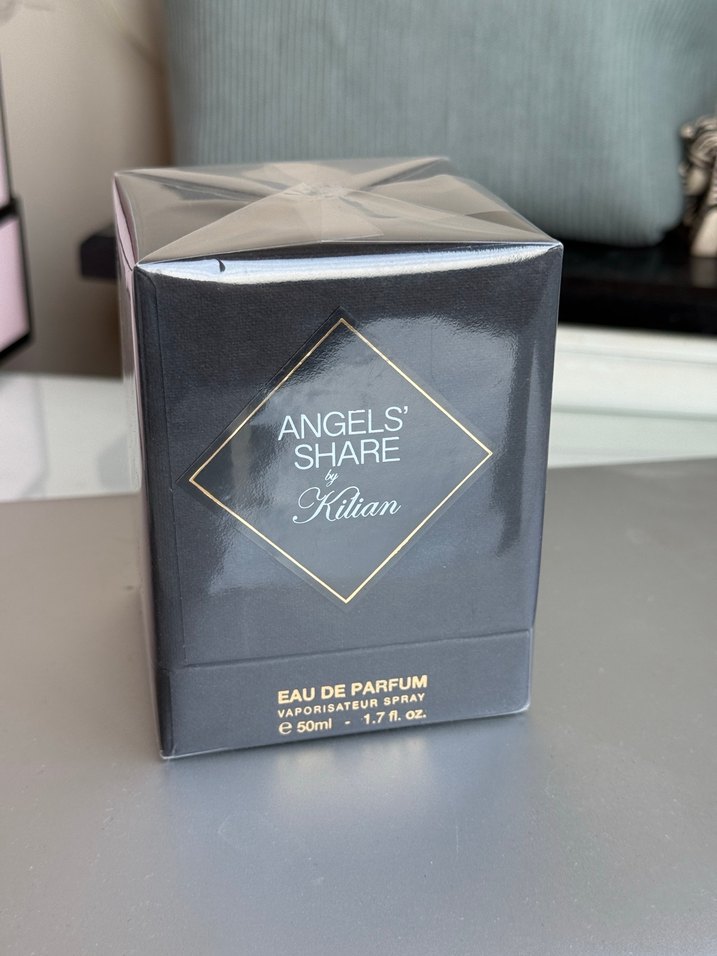 ANGELS’
SHARE
by
Kilian
EAU DE PARFUM
VAPORISATEUR SPRAY
℮ 50ml - 1.7 fl. oz.